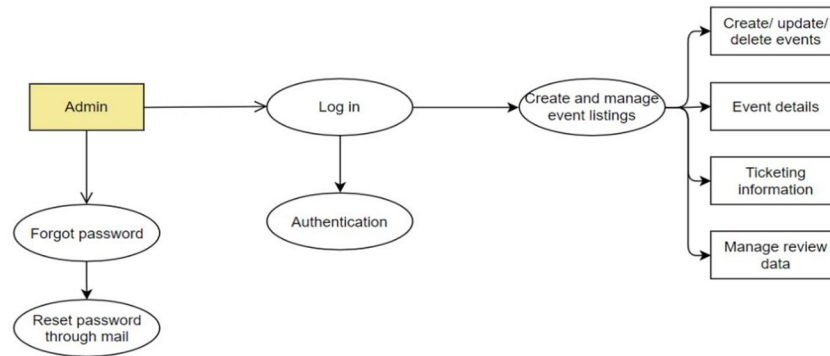 Create/ update/
delete events
Admin
Log in
Create and manage
event listings
Event details
Ticketing
information
Authentication
Forgot password
Manage review
data
Reset password
through mail